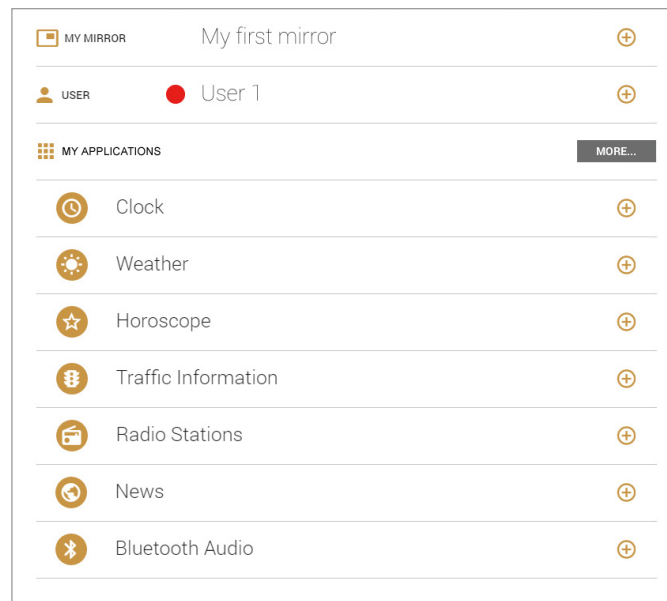 MY MIRROR My first mirror
USER User 1
MY APPLICATIONS MORE...
Clock
Weather
Horoscope
Traffic Information
Radio Stations
News
Bluetooth Audio